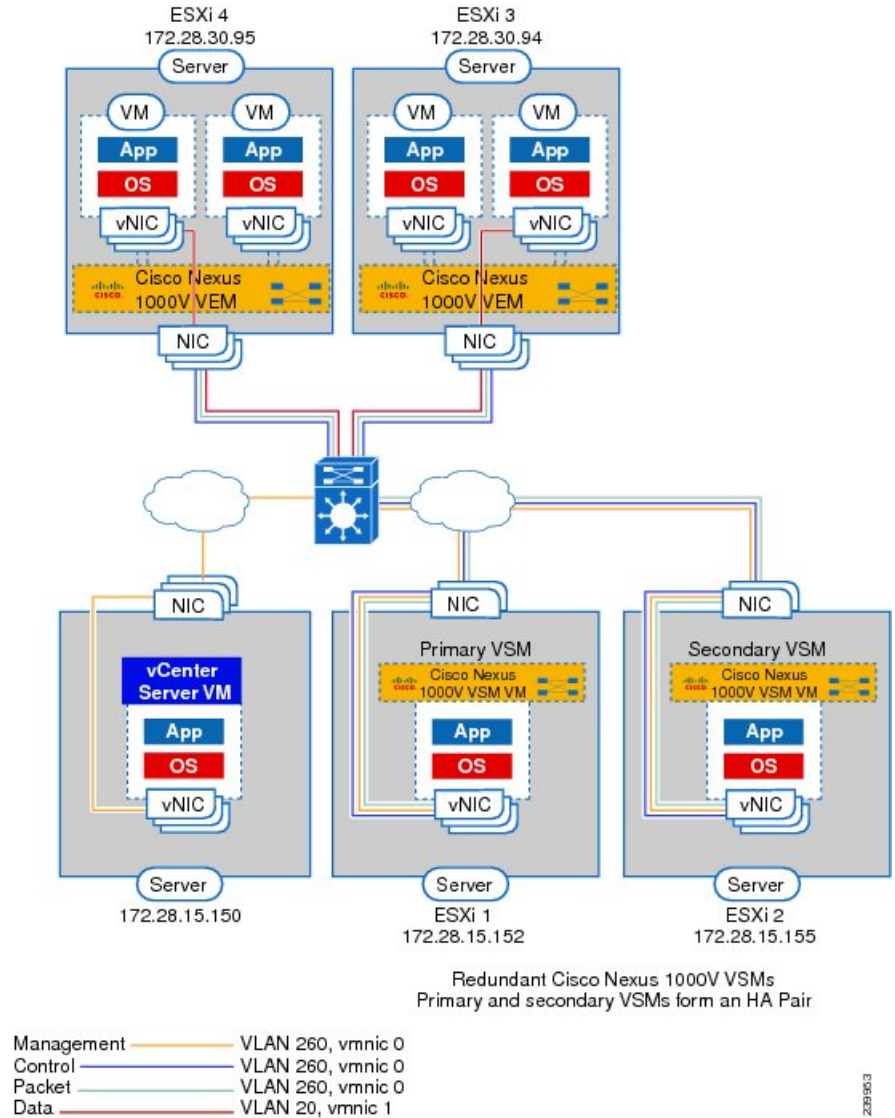 ESXi 4
172.28.30.95
Server
VM
VM
App
App
OS
OS
vNIC
vNIC
CISCO.
Cisco Nexus
1000V VEM
NIC
ESXi 3
172.28.30.94
Server
VM
VM
App
App
OS
OS
vNIC
vNIC
CISCO.
Cisco Nexus
1000V VEM
NIC
NIC
vCenter
Server VM
App
OS
vNIC
Server
172.28.15.150
NIC
Primary VSM
CISCO.
Cisco Nexus
1000V VSM VM
App
OS
vNIC
Server
ESXi 1
172.28.15.152
NIC
Secondary VSM
CISCO.
Cisco Nexus
1000V VSM VM
App
OS
vNIC
Server
ESXi 2
172.28.15.155
Redundant Cisco Nexus 1000V VSMs
Primary and secondary VSMs form an HA Pair
Management VLAN 260, vmnic 0
Control VLAN 260, vmnic 0
Packet VLAN 260, vmnic 0
Data VLAN 20, vmnic 1